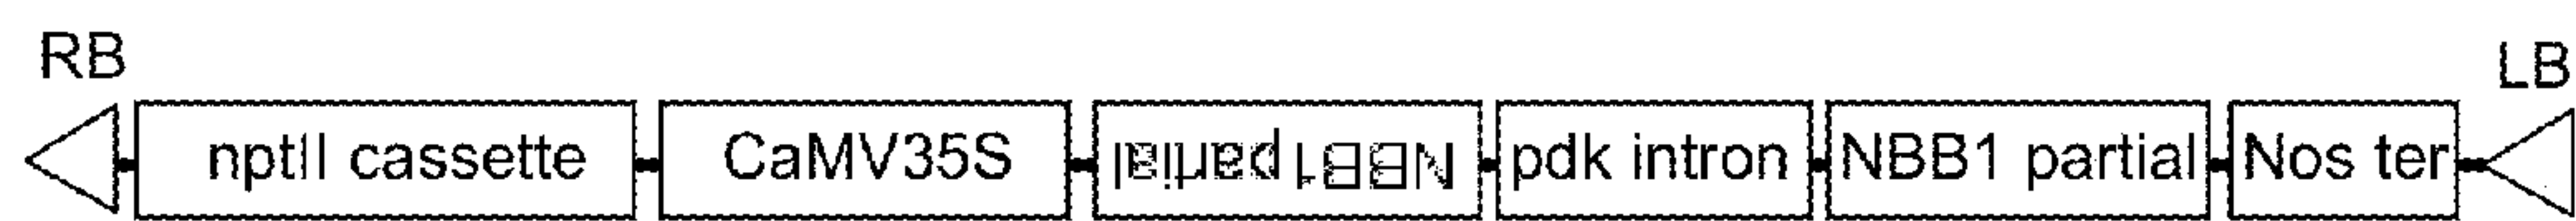 RB
LB
nptII cassette CaMV35S NBB1 partial pdk intron NBB1 partial Nos ter